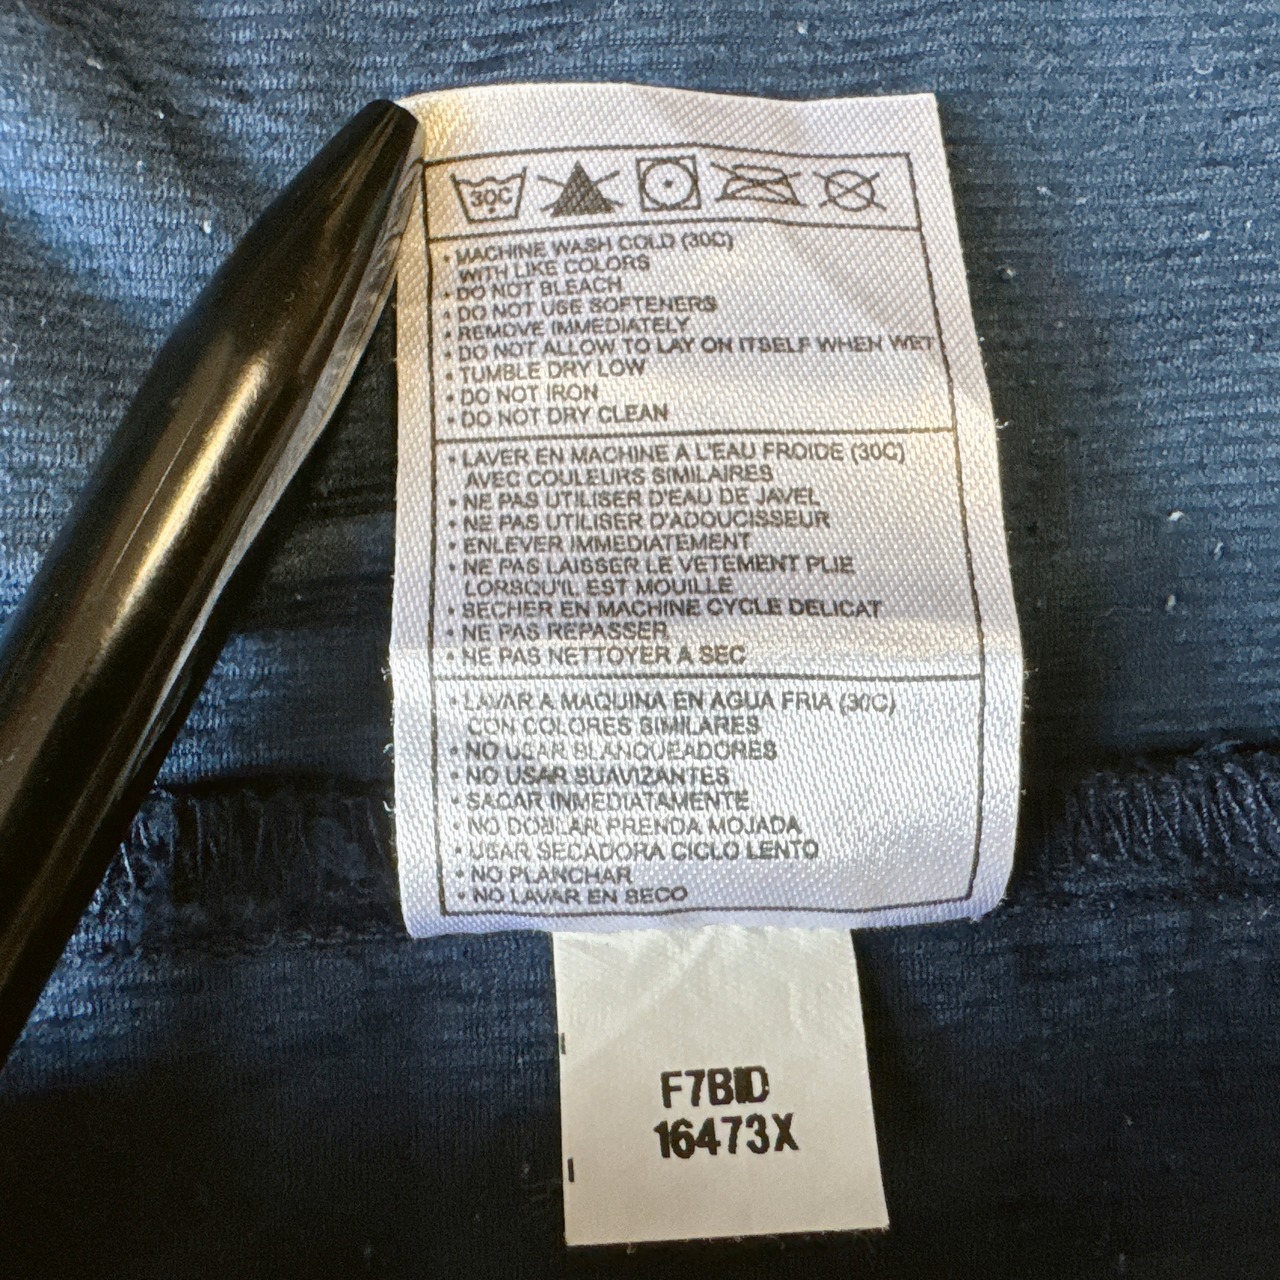 30C
• MACHINE WASH COLD (30C)
WITH LIKE COLORS
• DO NOT BLEACH
• DO NOT USE SOFTENERS
• REMOVE IMMEDIATELY
• DO NOT ALLOW TO LAY ON ITSELF WHEN WET
• TUMBLE DRY LOW
• DO NOT IRON
• DO NOT DRY CLEAN
• LAVER EN MACHINE A L'EAU FROIDE (30C)
AVEC COULEURS SIMILAIRES
• NE PAS UTILISER D'EAU DE JAVEL
• NE PAS UTILISER D'ADOUCISSEUR
• ENLEVER IMMEDIATEMENT
• NE PAS LAISSER LE VETEMENT PLIE
LORSQU'IL EST MOUILLE
• SECHER EN MACHINE CYCLE DELICAT
• NE PAS REPASSER
• NE PAS NETTOYER A SEC
• LAVAR A MAQUINA EN AGUA FRIA (30C)
CON COLORES SIMILARES
• NO USAR BLANQUEADORES
• NO USAR SUAVIZANTES
• SACAR INMEDIATAMENTE
• NO DOBLAR PRENDA MOJADA
• USAR SECADORA CICLO LENTO
• NO PLANCHAR
• NO LAVAR EN SECO
F7BID
16473X